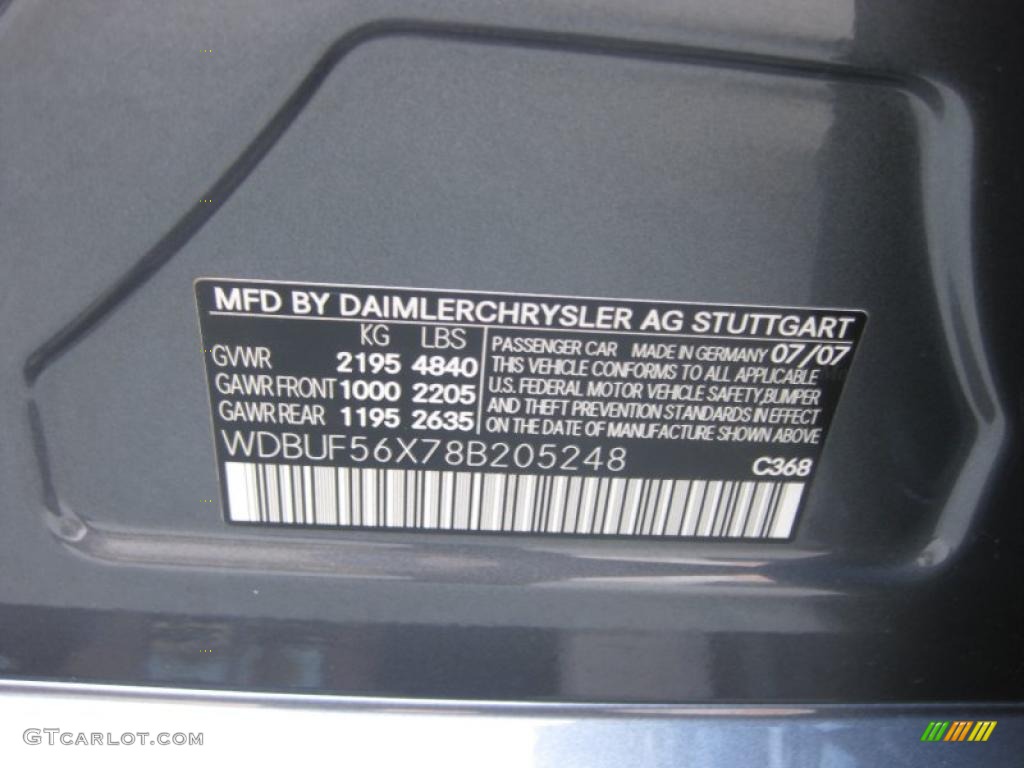 MFD BY DAIMLERCHRYSLER AG STUTTGART
KG LBS
GVWR 2195 4840
GAWR FRONT 1000 2205
GAWR REAR 1195 2635
PASSENGER CAR MADE IN GERMANY 07/07
THIS VEHICLE CONFORMS TO ALL APPLICABLE
U.S. FEDERAL MOTOR VEHICLE SAFETY,BUMPER
AND THEFT PREVENTION STANDARDS IN EFFECT
ON THE DATE OF MANUFACTURE SHOWN ABOVE
WDBUF56X78B205248
C368
GTCARLOT.COM